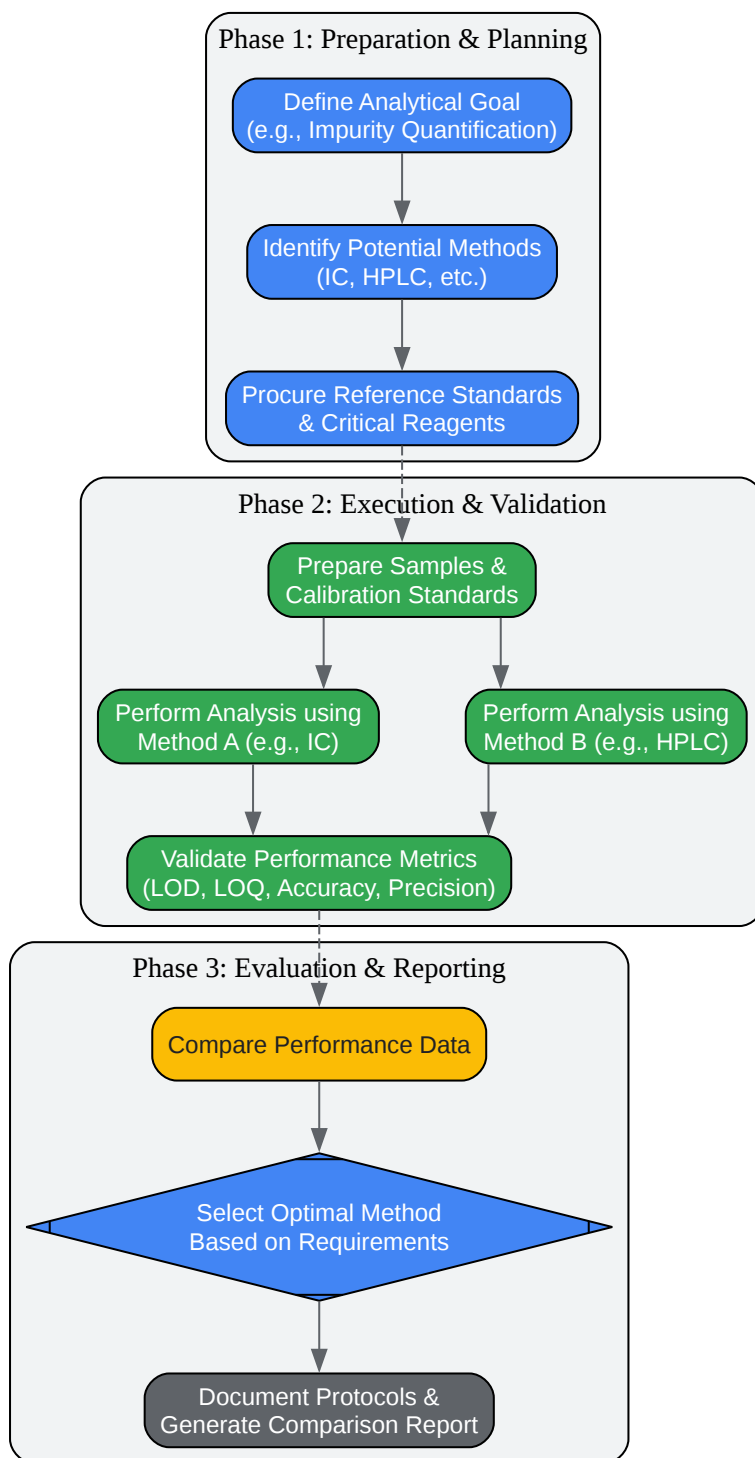 Phase 1: Preparation & Planning
Define Analytical Goal
(e.g., Impurity Quantification)
Identify Potential Methods
(IC, HPLC, etc.)
Procure Reference Standards
& Critical Reagents
Phase 2: Execution & Validation
Prepare Samples &
Calibration Standards
Perform Analysis using
Method A (e.g., IC)
Perform Analysis using
Method B (e.g., HPLC)
Validate Performance Metrics
(LOD, LOQ, Accuracy, Precision)
Phase 3: Evaluation & Reporting
Compare Performance Data
Select Optimal Method
Based on Requirements
Document Protocols &
Generate Comparison Report